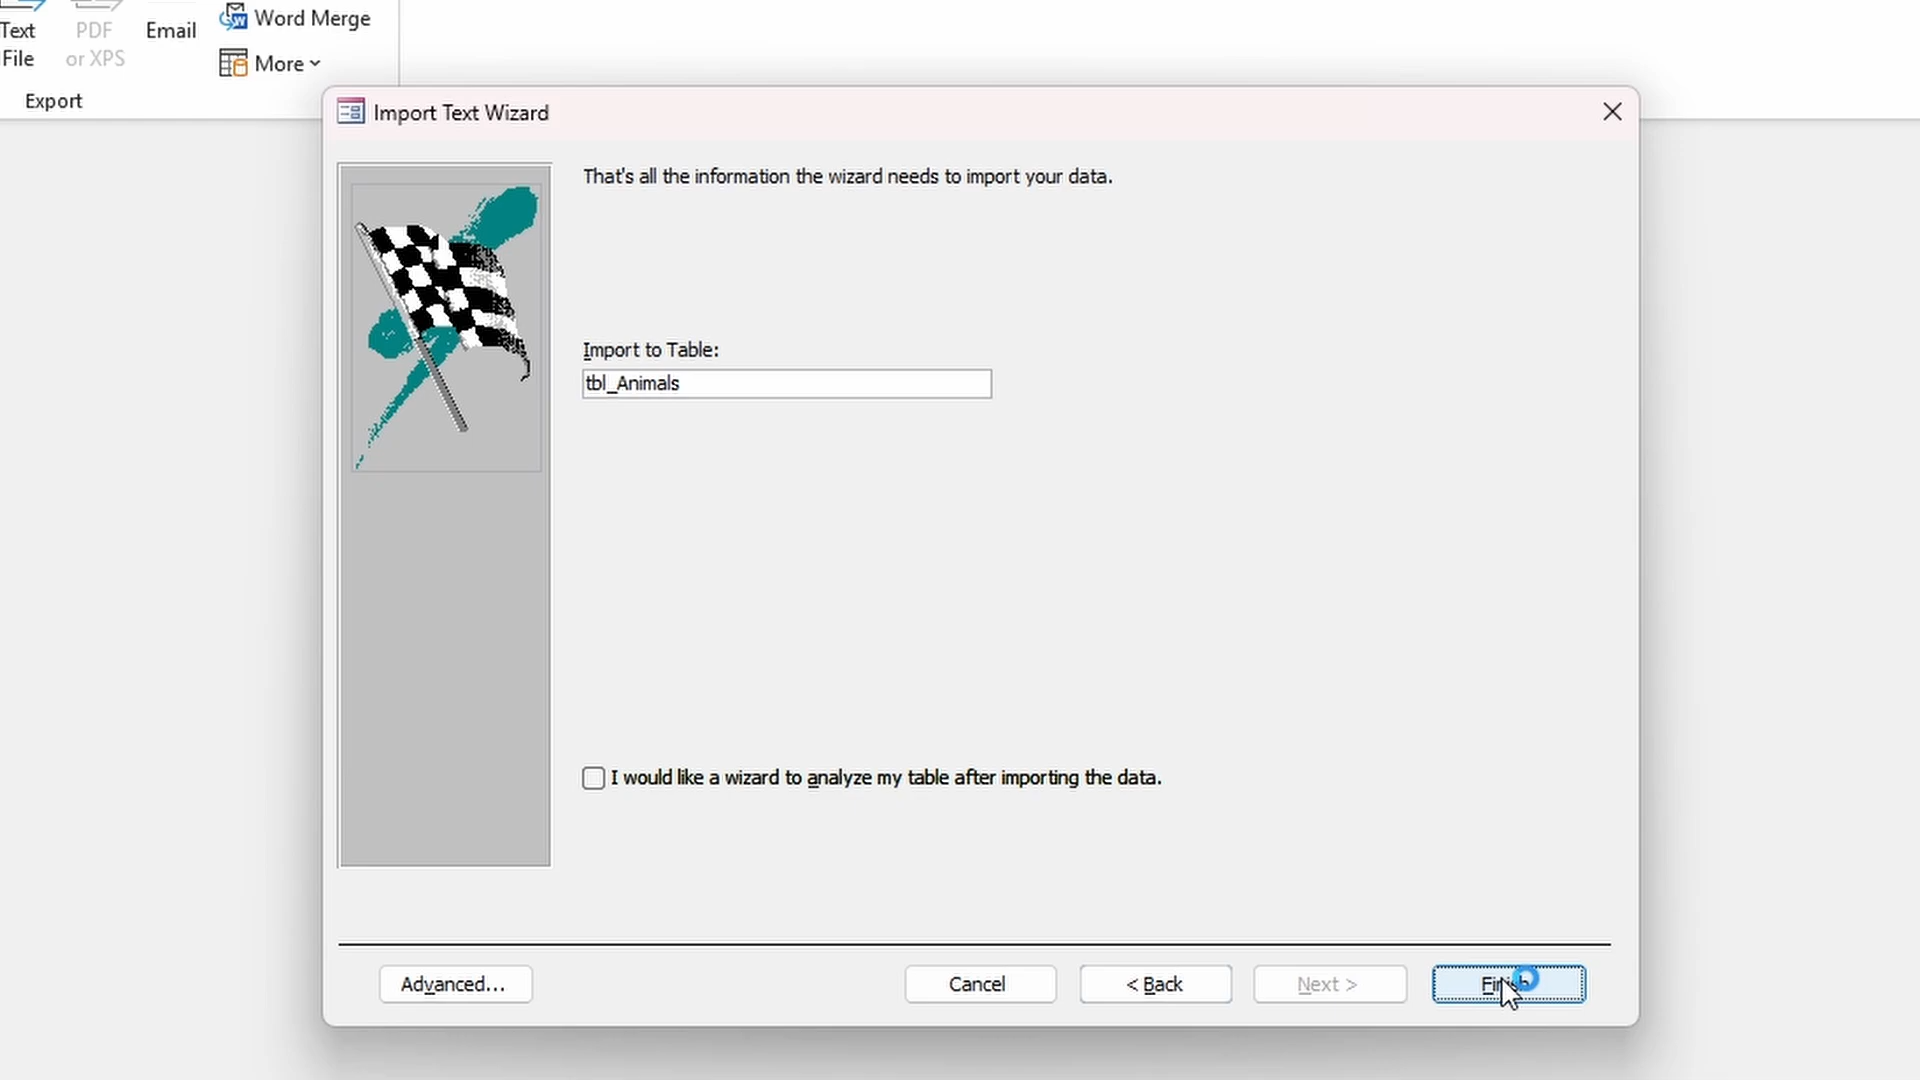 Text
File
PDF
or XPS
Email
Word Merge
More
Export
Import Text Wizard
That's all the information the wizard needs to import your data.
Import to Table:
tbl_Animals
I would like a wizard to analyze my table after importing the data.
Advanced...
Cancel
< Back
Next >
Finish